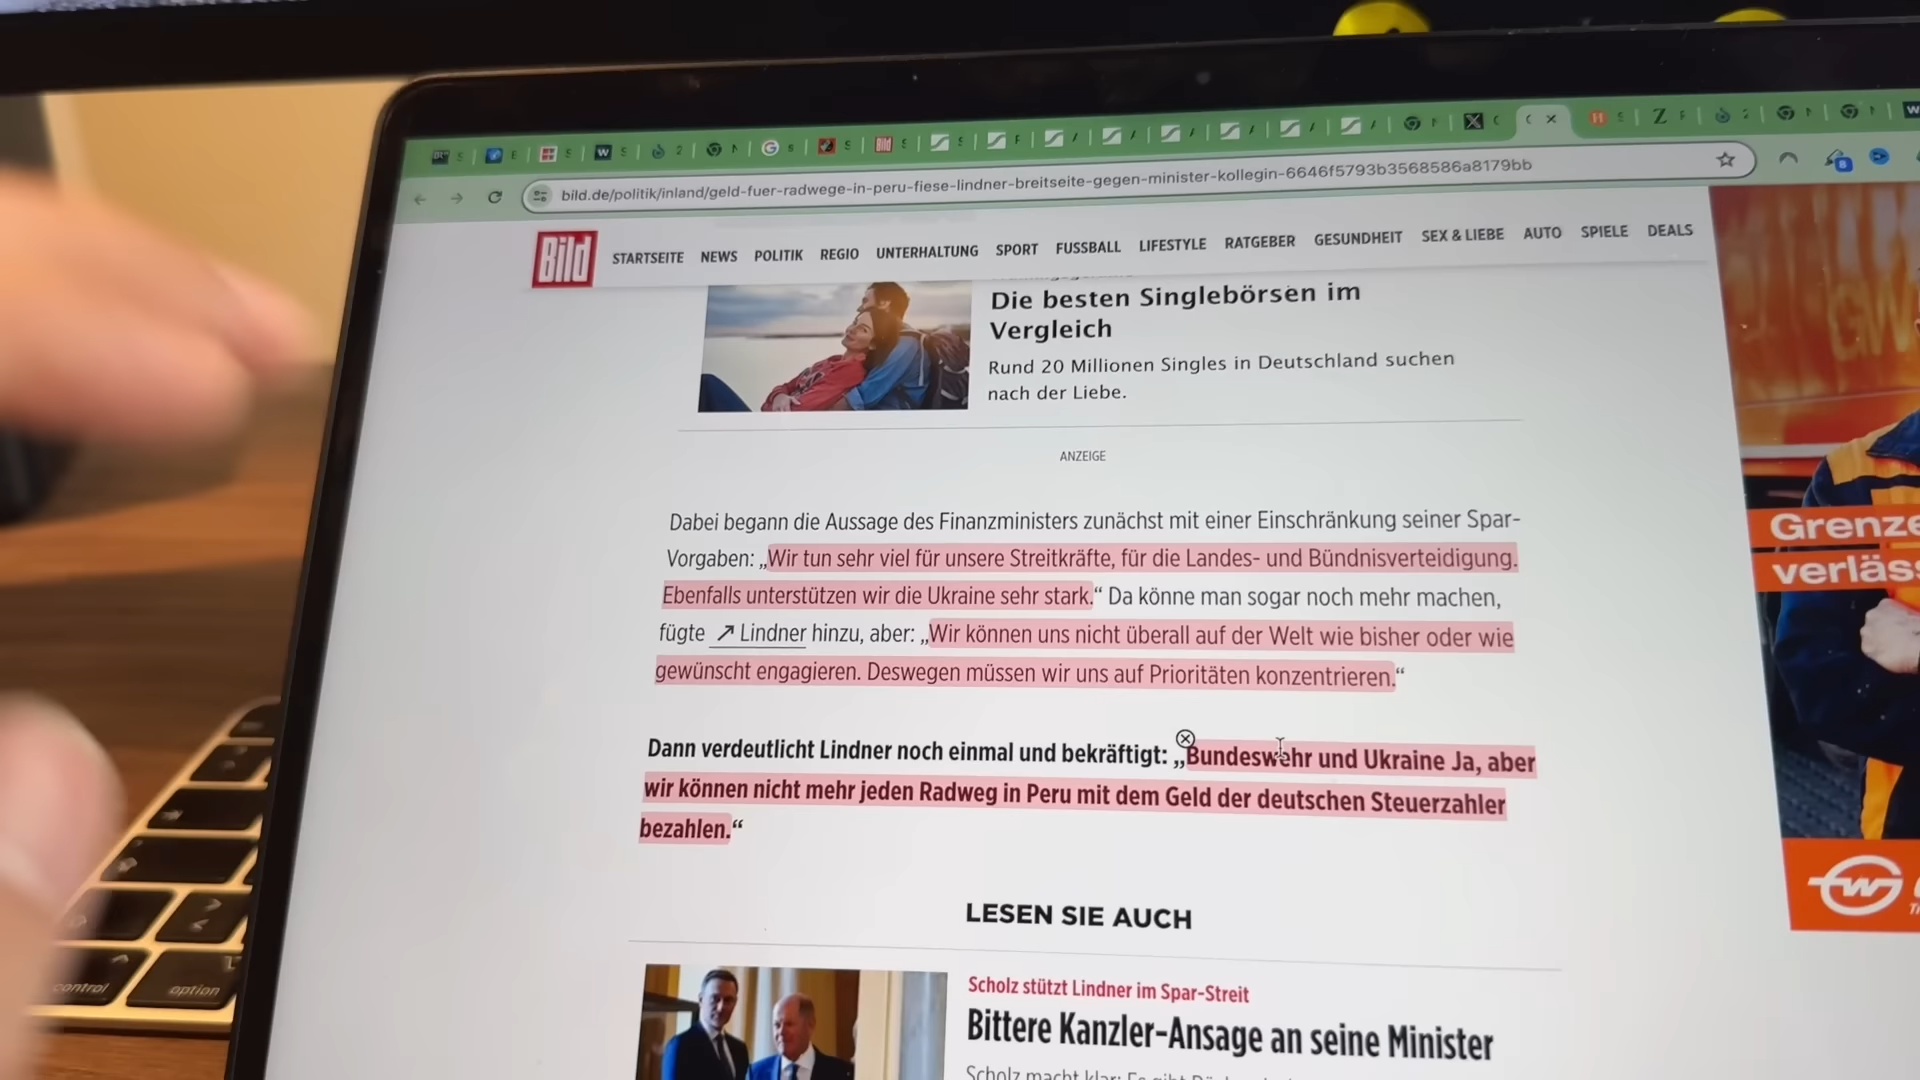 bild.de/politik/inland/geld-fuer-radwege-in-peru-fiese-lindner-breitseite-gegen-minister-kollegin-6646f5793b3568586a8179bb
Bild STARTSEITE NEWS POLITIK REGIO UNTERHALTUNG SPORT FUSSBALL LIFESTYLE RATGEBER GESUNDHEIT SEX & LIEBE AUTO SPIELE DEALS
Die besten Singlebörsen im
Vergleich
Rund 20 Millionen Singles in Deutschland suchen
nach der Liebe.
ANZEIGE
Dabei begann die Aussage des Finanzministers zunächst mit einer Einschränkung seiner Spar-
Vorgaben: „Wir tun sehr viel für unsere Streitkräfte, für die Landes- und Bündnisverteidigung.
Ebenfalls unterstützen wir die Ukraine sehr stark.“ Da könne man sogar noch mehr machen,
fügte ↗ Lindner hinzu, aber: „Wir können uns nicht überall auf der Welt wie bisher oder wie
gewünscht engagieren. Deswegen müssen wir uns auf Prioritäten konzentrieren.“
Dann verdeutlicht Lindner noch einmal und bekräftigt: „Bundeswehr und Ukraine Ja, aber
wir können nicht mehr jeden Radweg in Peru mit dem Geld der deutschen Steuerzahler
bezahlen.“
LESEN SIE AUCH
Scholz stützt Lindner im Spar-Streit
Bittere Kanzler-Ansage an seine Minister
Scholz macht klar: Es gibt
Grenze
verläss
GW
control
option